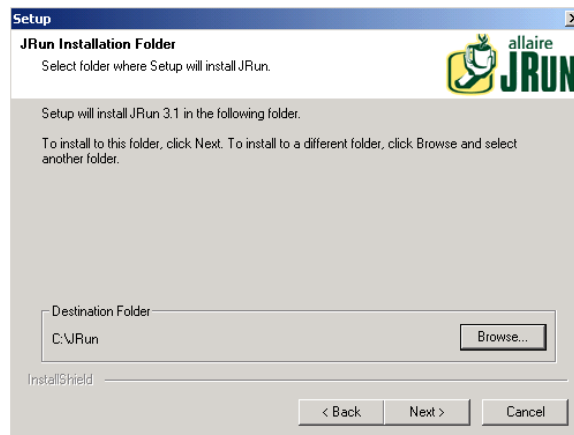 Setup
JRun Installation Folder
Select folder where Setup will install JRun.
allaire
JRUN
Setup will install JRun 3.1 in the following folder.
To install to this folder, click Next. To install to a different folder, click Browse and select
another folder.
Destination Folder
C:\JRun
Browse...
InstallShield
< Back
Next >
Cancel